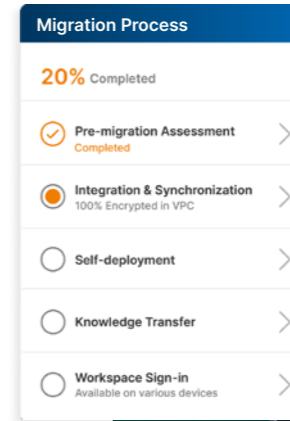 Migration Process
20% Completed
Pre-migration Assessment
Completed
Integration & Synchronization
100% Encrypted in VPC
Self-deployment
Knowledge Transfer
Workspace Sign-in
Available on various devices